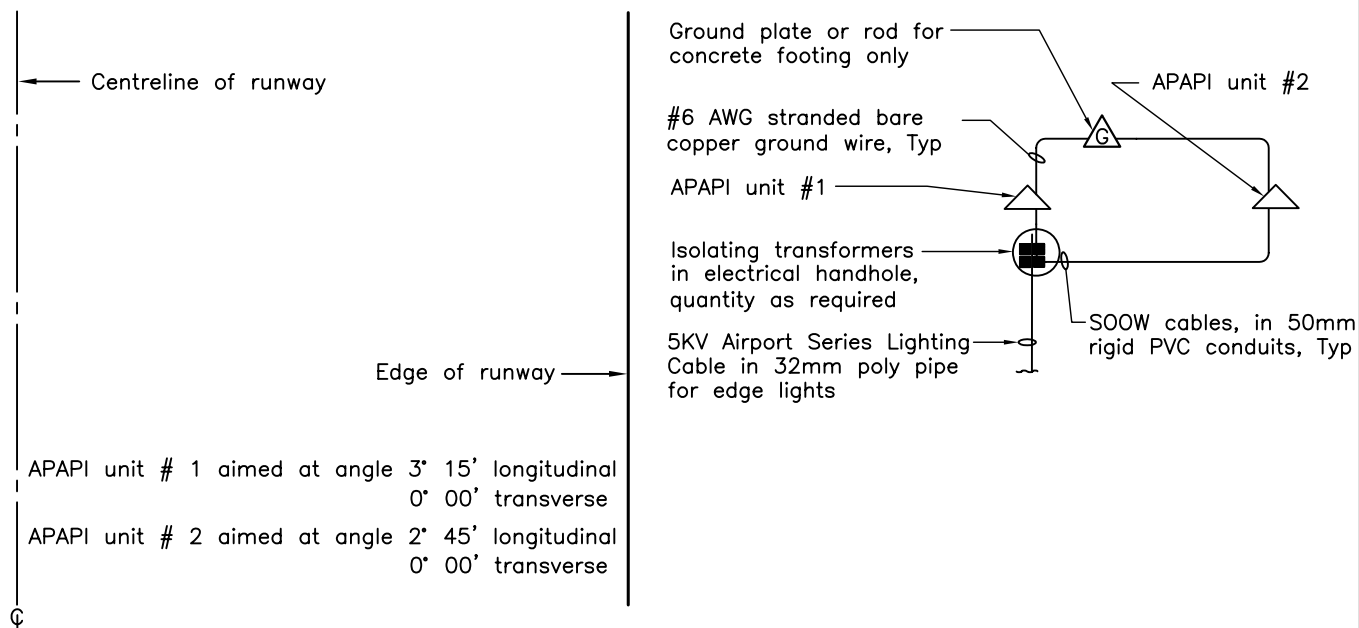 Centreline of runway
Edge of runway
APAPI unit # 1 aimed at angle 3° 15' longitudinal
0° 00' transverse
APAPI unit # 2 aimed at angle 2° 45' longitudinal
0° 00' transverse
℄
Ground plate or rod for
concrete footing only
APAPI unit #2
#6 AWG stranded bare
copper ground wire, Typ
G
APAPI unit #1
Isolating transformers
in electrical handhole,
quantity as required
SOOW cables, in 50mm
rigid PVC conduits, Typ
5KV Airport Series Lighting
Cable in 32mm poly pipe
for edge lights